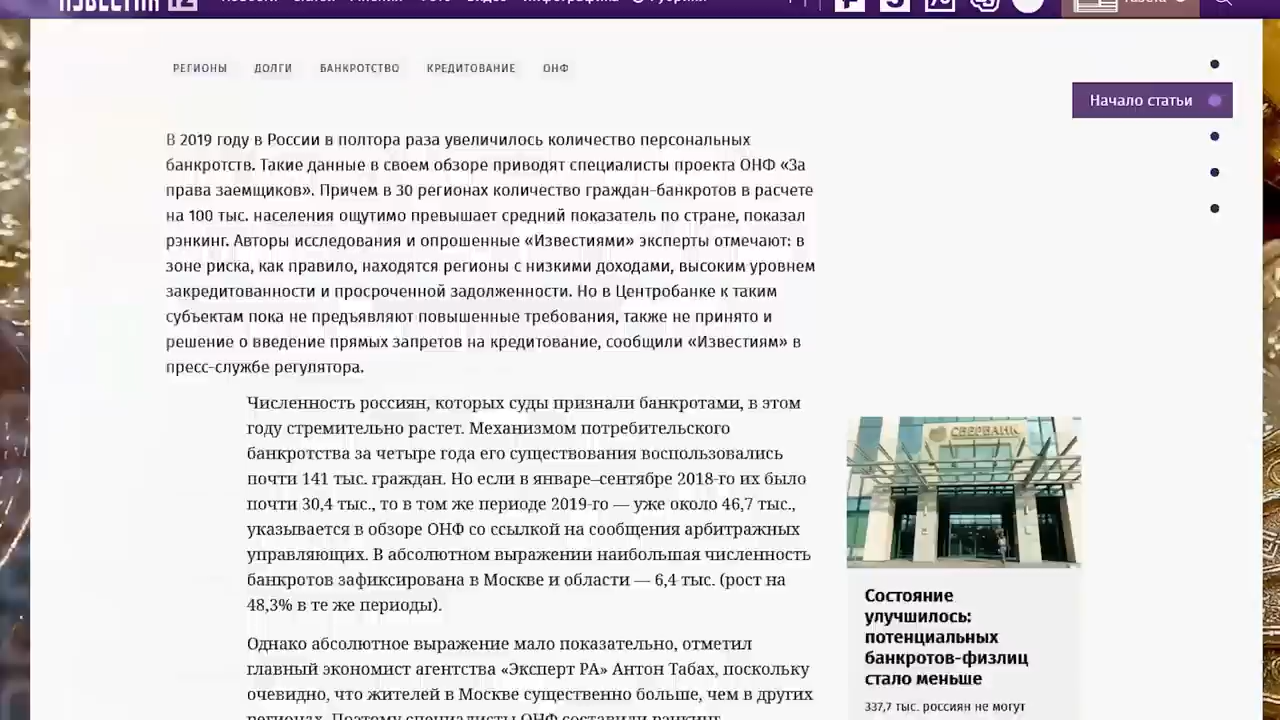 ИЗВЕСТИЯ IZ
РЕГИОНЫ ДОЛГИ БАНКРОТСТВО КРЕДИТОВАНИЕ ОНФ
Начало статьи
В 2019 году в России в полтора раза увеличилось количество персональных
банкротств. Такие данные в своем обзоре приводят специалисты проекта ОНФ «За
права заемщиков». Причем в 30 регионах количество граждан-банкротов в расчете
на 100 тыс. населения ощутимо превышает средний показатель по стране, показал
рэнкинг. Авторы исследования и опрошенные «Известиями» эксперты отмечают: в
зоне риска, как правило, находятся регионы с низкими доходами, высоким уровнем
закредитованности и просроченной задолженности. Но в Центробанке к таким
субъектам пока не предъявляют повышенные требования, также не принято и
решение о введение прямых запретов на кредитование, сообщили «Известиям» в
пресс-службе регулятора.
Численность россиян, которых суды признали банкротами, в этом
году стремительно растет. Механизмом потребительского
банкротства за четыре года его существования воспользовались
почти 141 тыс. граждан. Но если в январе–сентябре 2018-го их было
почти 30,4 тыс., то в том же периоде 2019-го — уже около 46,7 тыс.,
указывается в обзоре ОНФ со ссылкой на сообщения арбитражных
управляющих. В абсолютном выражении наибольшая численность
банкротов зафиксирована в Москве и области — 6,4 тыс. (рост на
48,3% в те же периоды).
Однако абсолютное выражение мало показательно, отметил
главный экономист агентства «Эксперт РА» Антон Табах, поскольку
очевидно, что жителей в Москве существенно больше, чем в других
регионах. Поэтому специалисты ОНФ составили рэнкинг
СБЕРБАНК
Состояние
улучшилось:
потенциальных
банкротов-физлиц
стало меньше
337,7 тыс. россиян не могут